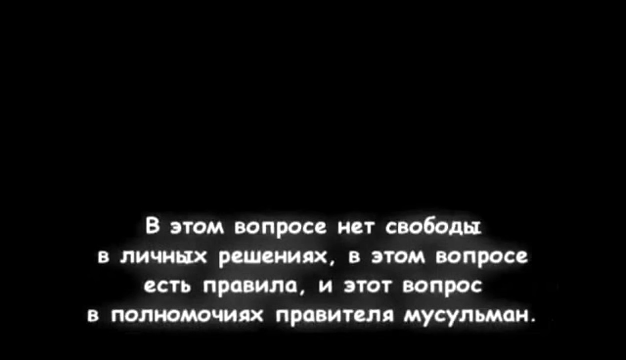 В этом вопросе нет свободы
в личных решениях, в этом вопросе
есть правила, и этот вопрос
в полномочиях правителя мусульман.